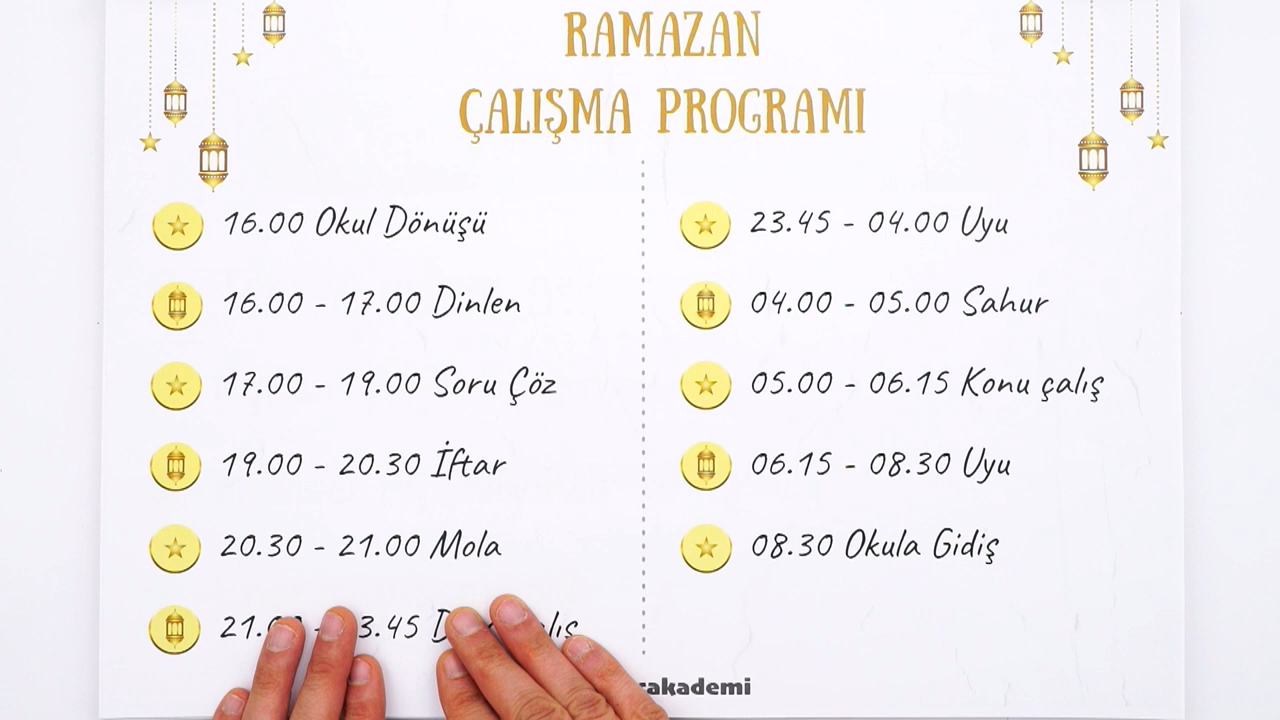 RAMAZAN
ÇALIŞMA PROGRAMI
16.00 Okul Dönüşü
16.00 - 17.00 Dinlen
17.00 - 19.00 Soru Çöz
19.00 - 20.30 İftar
20.30 - 21.00 Mola
23.45 - 04.00 Uyu
04.00 - 05.00 Sahur
05.00 - 06.15 Konu çalış
06.15 - 08.30 Uyu
08.30 Okula Gidiş